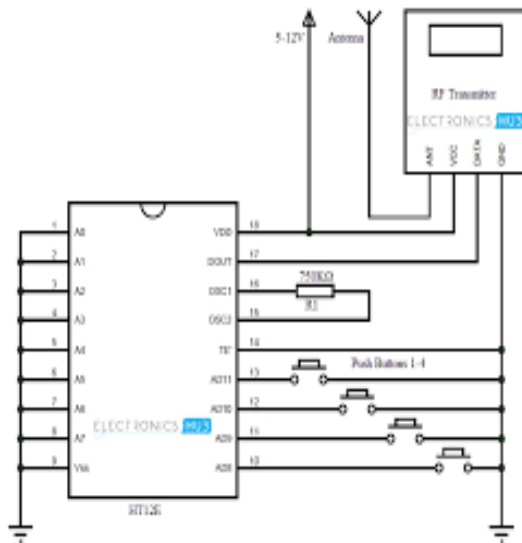 5-12V
Antenna
RF Transmitter
ELECTRONICS HUB
ANT
VCC
DATA
GND
1 A0 VDD 18
2 A1 DOUT 17
3 A2 OSC1 16
750KΩ
R1
4 A3 OSC2 15
5 A4 TE 14
Push Buttons 1-4
6 A5 AD11 13
7 A6 AD10 12
8 A7 AD9 11
ELECTRONICS HUB
9 Vss AD8 10
HT12E